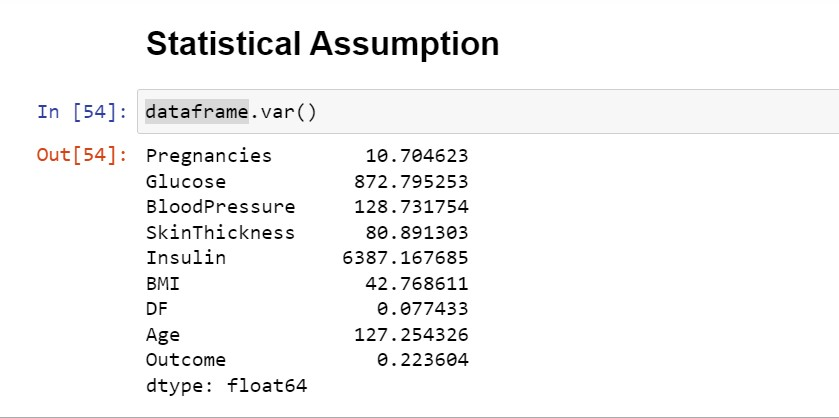 Statistical Assumption
In [54]: dataframe.var()
Out[54]: Pregnancies 10.704623
Glucose 872.795253
BloodPressure 128.731754
SkinThickness 80.891303
Insulin 6387.167685
BMI 42.768611
DF 0.077433
Age 127.254326
Outcome 0.223604
dtype: float64